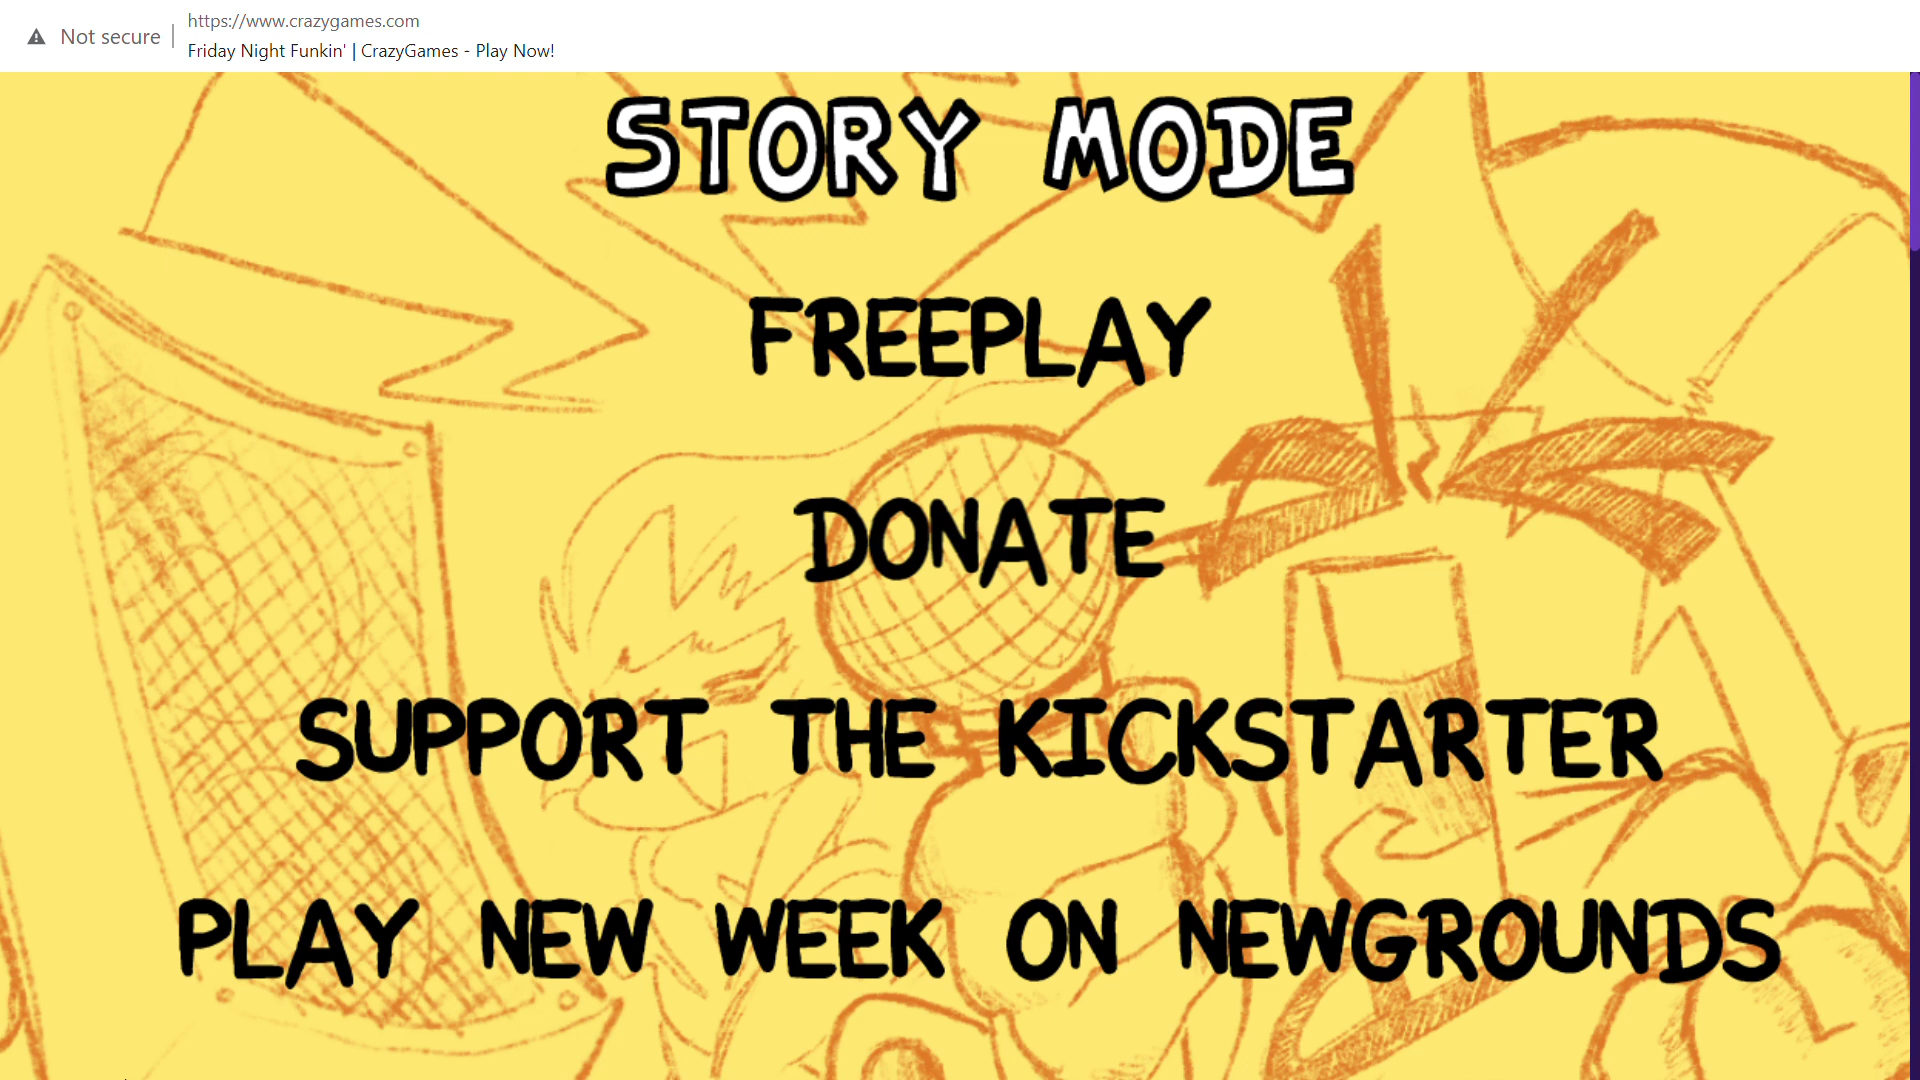 https://www.crazygames.com
Not secure
Friday Night Funkin' | CrazyGames - Play Now!
STORY MODE
FREEPLAY
DONATE
SUPPORT THE KICKSTARTER
PLAY NEW WEEK ON NEWGROUNDS